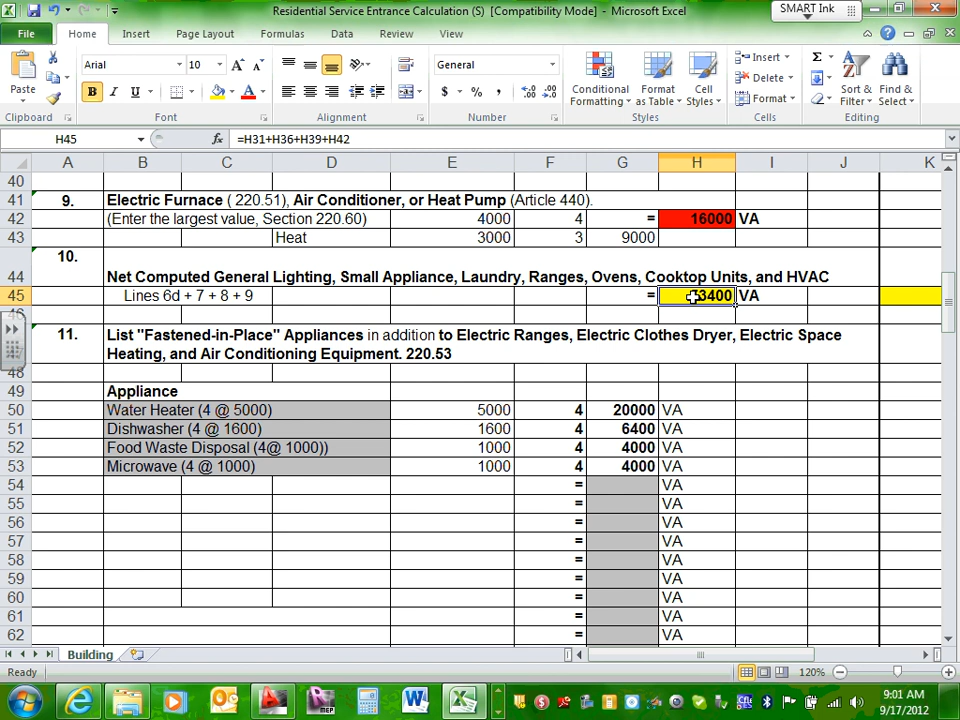 Residential Service Entrance Calculation (S) [Compatibility Mode] - Microsoft Excel
SMART Ink
File Home Insert Page Layout Formulas Data Review View
Paste
Arial 10
General
Conditional Formatting
Format as Table
Cell Styles
Insert
Delete
Format
Sort & Filter
Find & Select
Clipboard Font Alignment Number Styles Cells Editing
H45 fx =H31+H36+H39+H42
A B C D E F G H I J K
40
41 9. Electric Furnace ( 220.51), Air Conditioner, or Heat Pump (Article 440).
42 (Enter the largest value, Section 220.60) 4000 4 = 16000 VA
43 Heat 3000 3 9000
44 10. Net Computed General Lighting, Small Appliance, Laundry, Ranges, Ovens, Cooktop Units, and HVAC
45 Lines 6d + 7 + 8 + 9 = VA
46
11. List "Fastened-in-Place" Appliances in addition to Electric Ranges, Electric Clothes Dryer, Electric Space
Heating, and Air Conditioning Equipment. 220.53
48
49 Appliance
50 Water Heater (4 @ 5000) 5000 4 20000 VA
51 Dishwasher (4 @ 1600) 1600 4 6400 VA
52 Food Waste Disposal (4@ 1000)) 1000 4 4000 VA
53 Microwave (4 @ 1000) 1000 4 4000 VA
54 = VA
55 = VA
56 = VA
57 = VA
58 = VA
59 = VA
60 = VA
61 = VA
62 = VA
Building
Ready 120%
9:01 AM
9/17/2012